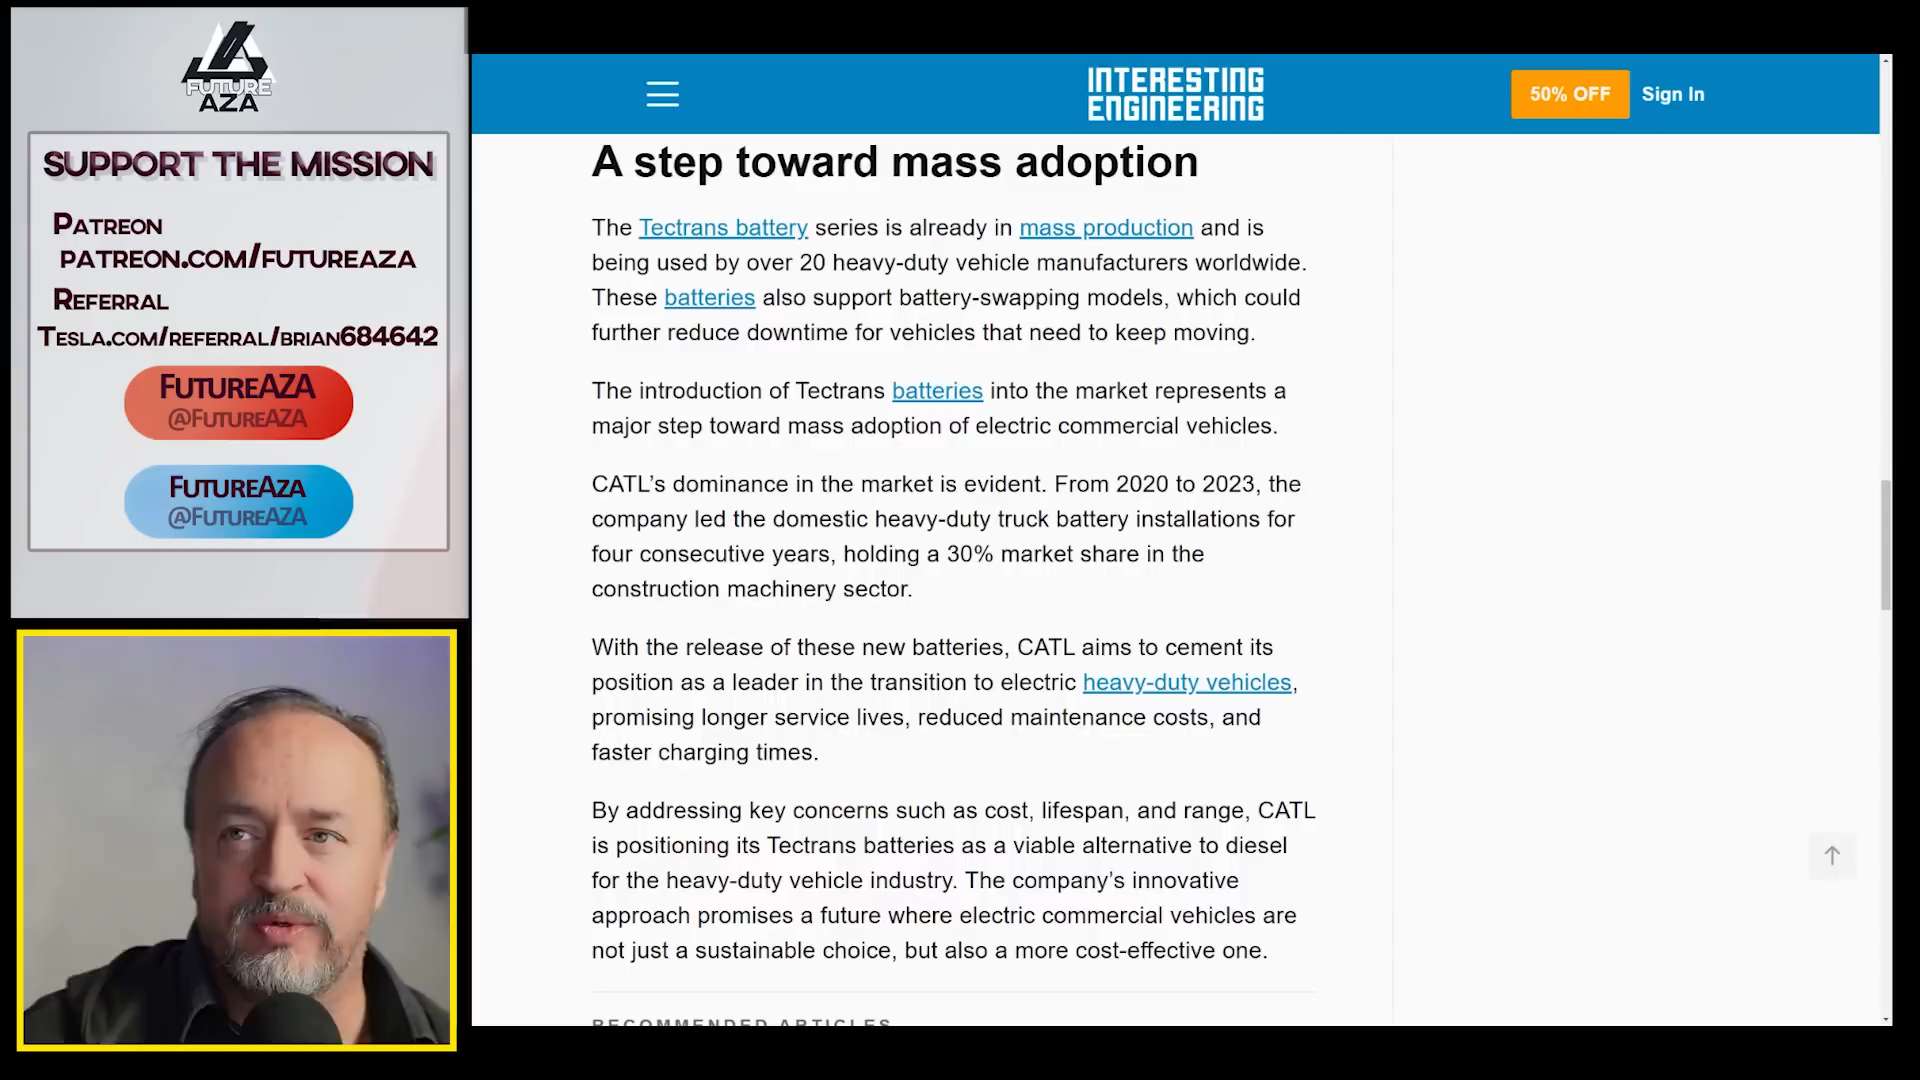 FUTURE
AZA
SUPPORT THE MISSION
PATREON
PATREON.COM/FUTUREAZA
REFERRAL
TESLA.COM/REFERRAL/BRIAN684642
FUTUREAZA
@FUTUREAZA
FUTUREAZA
@FUTUREAZA
INTERESTING
ENGINEERING
50% OFF
Sign In
A step toward mass adoption
The Tectrans battery series is already in mass production and is
being used by over 20 heavy-duty vehicle manufacturers worldwide.
These batteries also support battery-swapping models, which could
further reduce downtime for vehicles that need to keep moving.
The introduction of Tectrans batteries into the market represents a
major step toward mass adoption of electric commercial vehicles.
CATL’s dominance in the market is evident. From 2020 to 2023, the
company led the domestic heavy-duty truck battery installations for
four consecutive years, holding a 30% market share in the
construction machinery sector.
With the release of these new batteries, CATL aims to cement its
position as a leader in the transition to electric heavy-duty vehicles,
promising longer service lives, reduced maintenance costs, and
faster charging times.
By addressing key concerns such as cost, lifespan, and range, CATL
is positioning its Tectrans batteries as a viable alternative to diesel
for the heavy-duty vehicle industry. The company’s innovative
approach promises a future where electric commercial vehicles are
not just a sustainable choice, but also a more cost-effective one.
RECOMMENDED ARTICLES